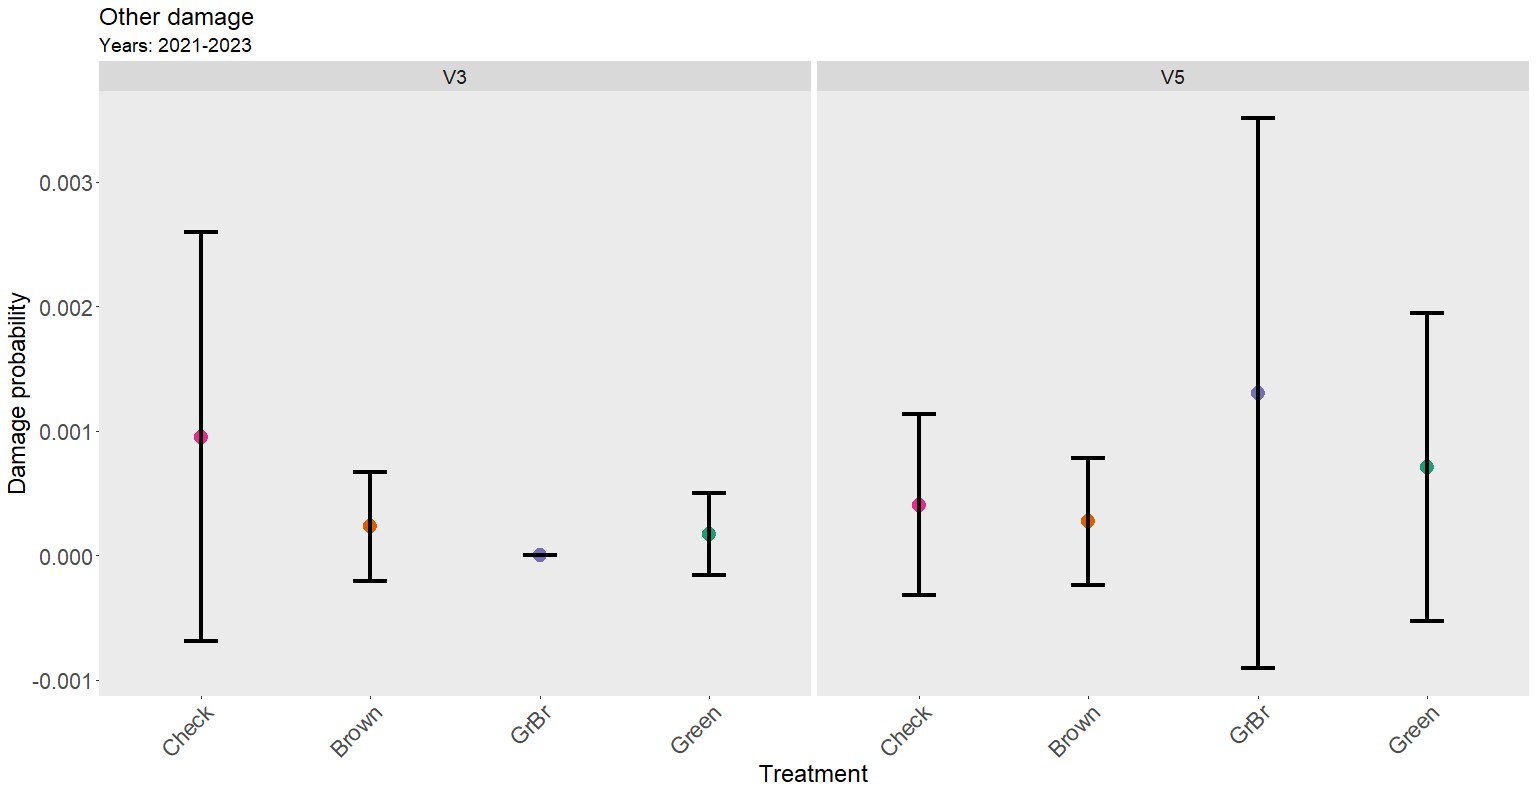 Other damage
Years: 2021-2023
V3
V5
Damage probability
0.003
0.002
0.001
0.000
-0.001
Check
Brown
GrBr
Green
Check
Brown
GrBr
Green
Treatment